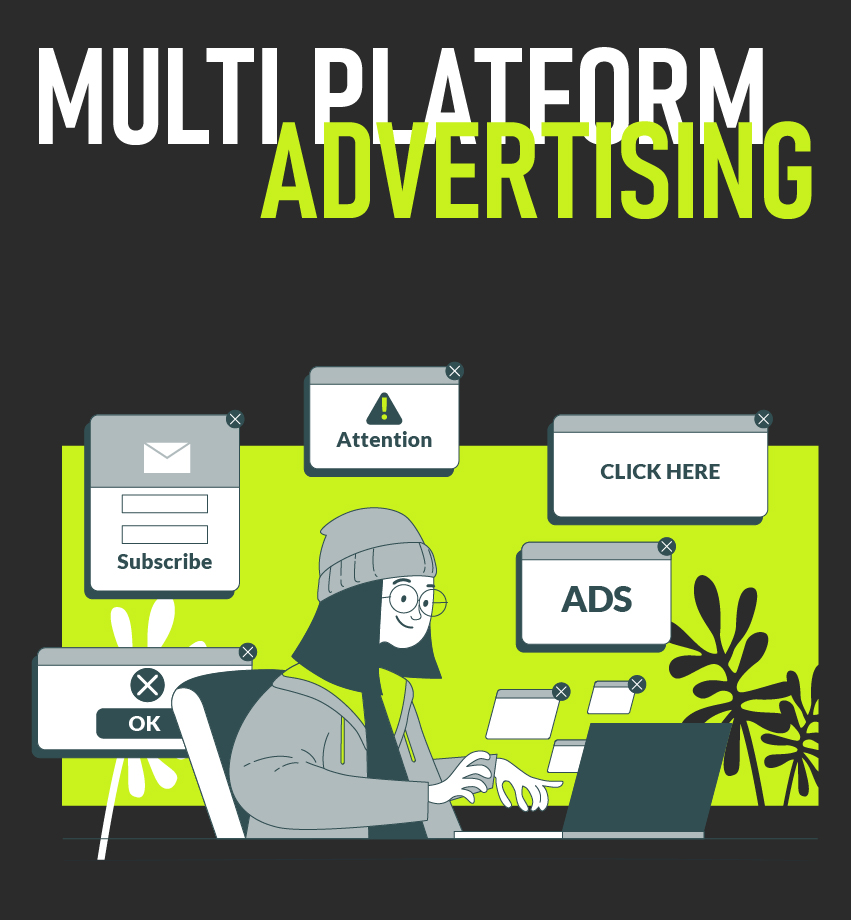 MULTI PLATFORM
ADVERTISING
Attention
CLICK HERE
Subscribe
ADS
OK